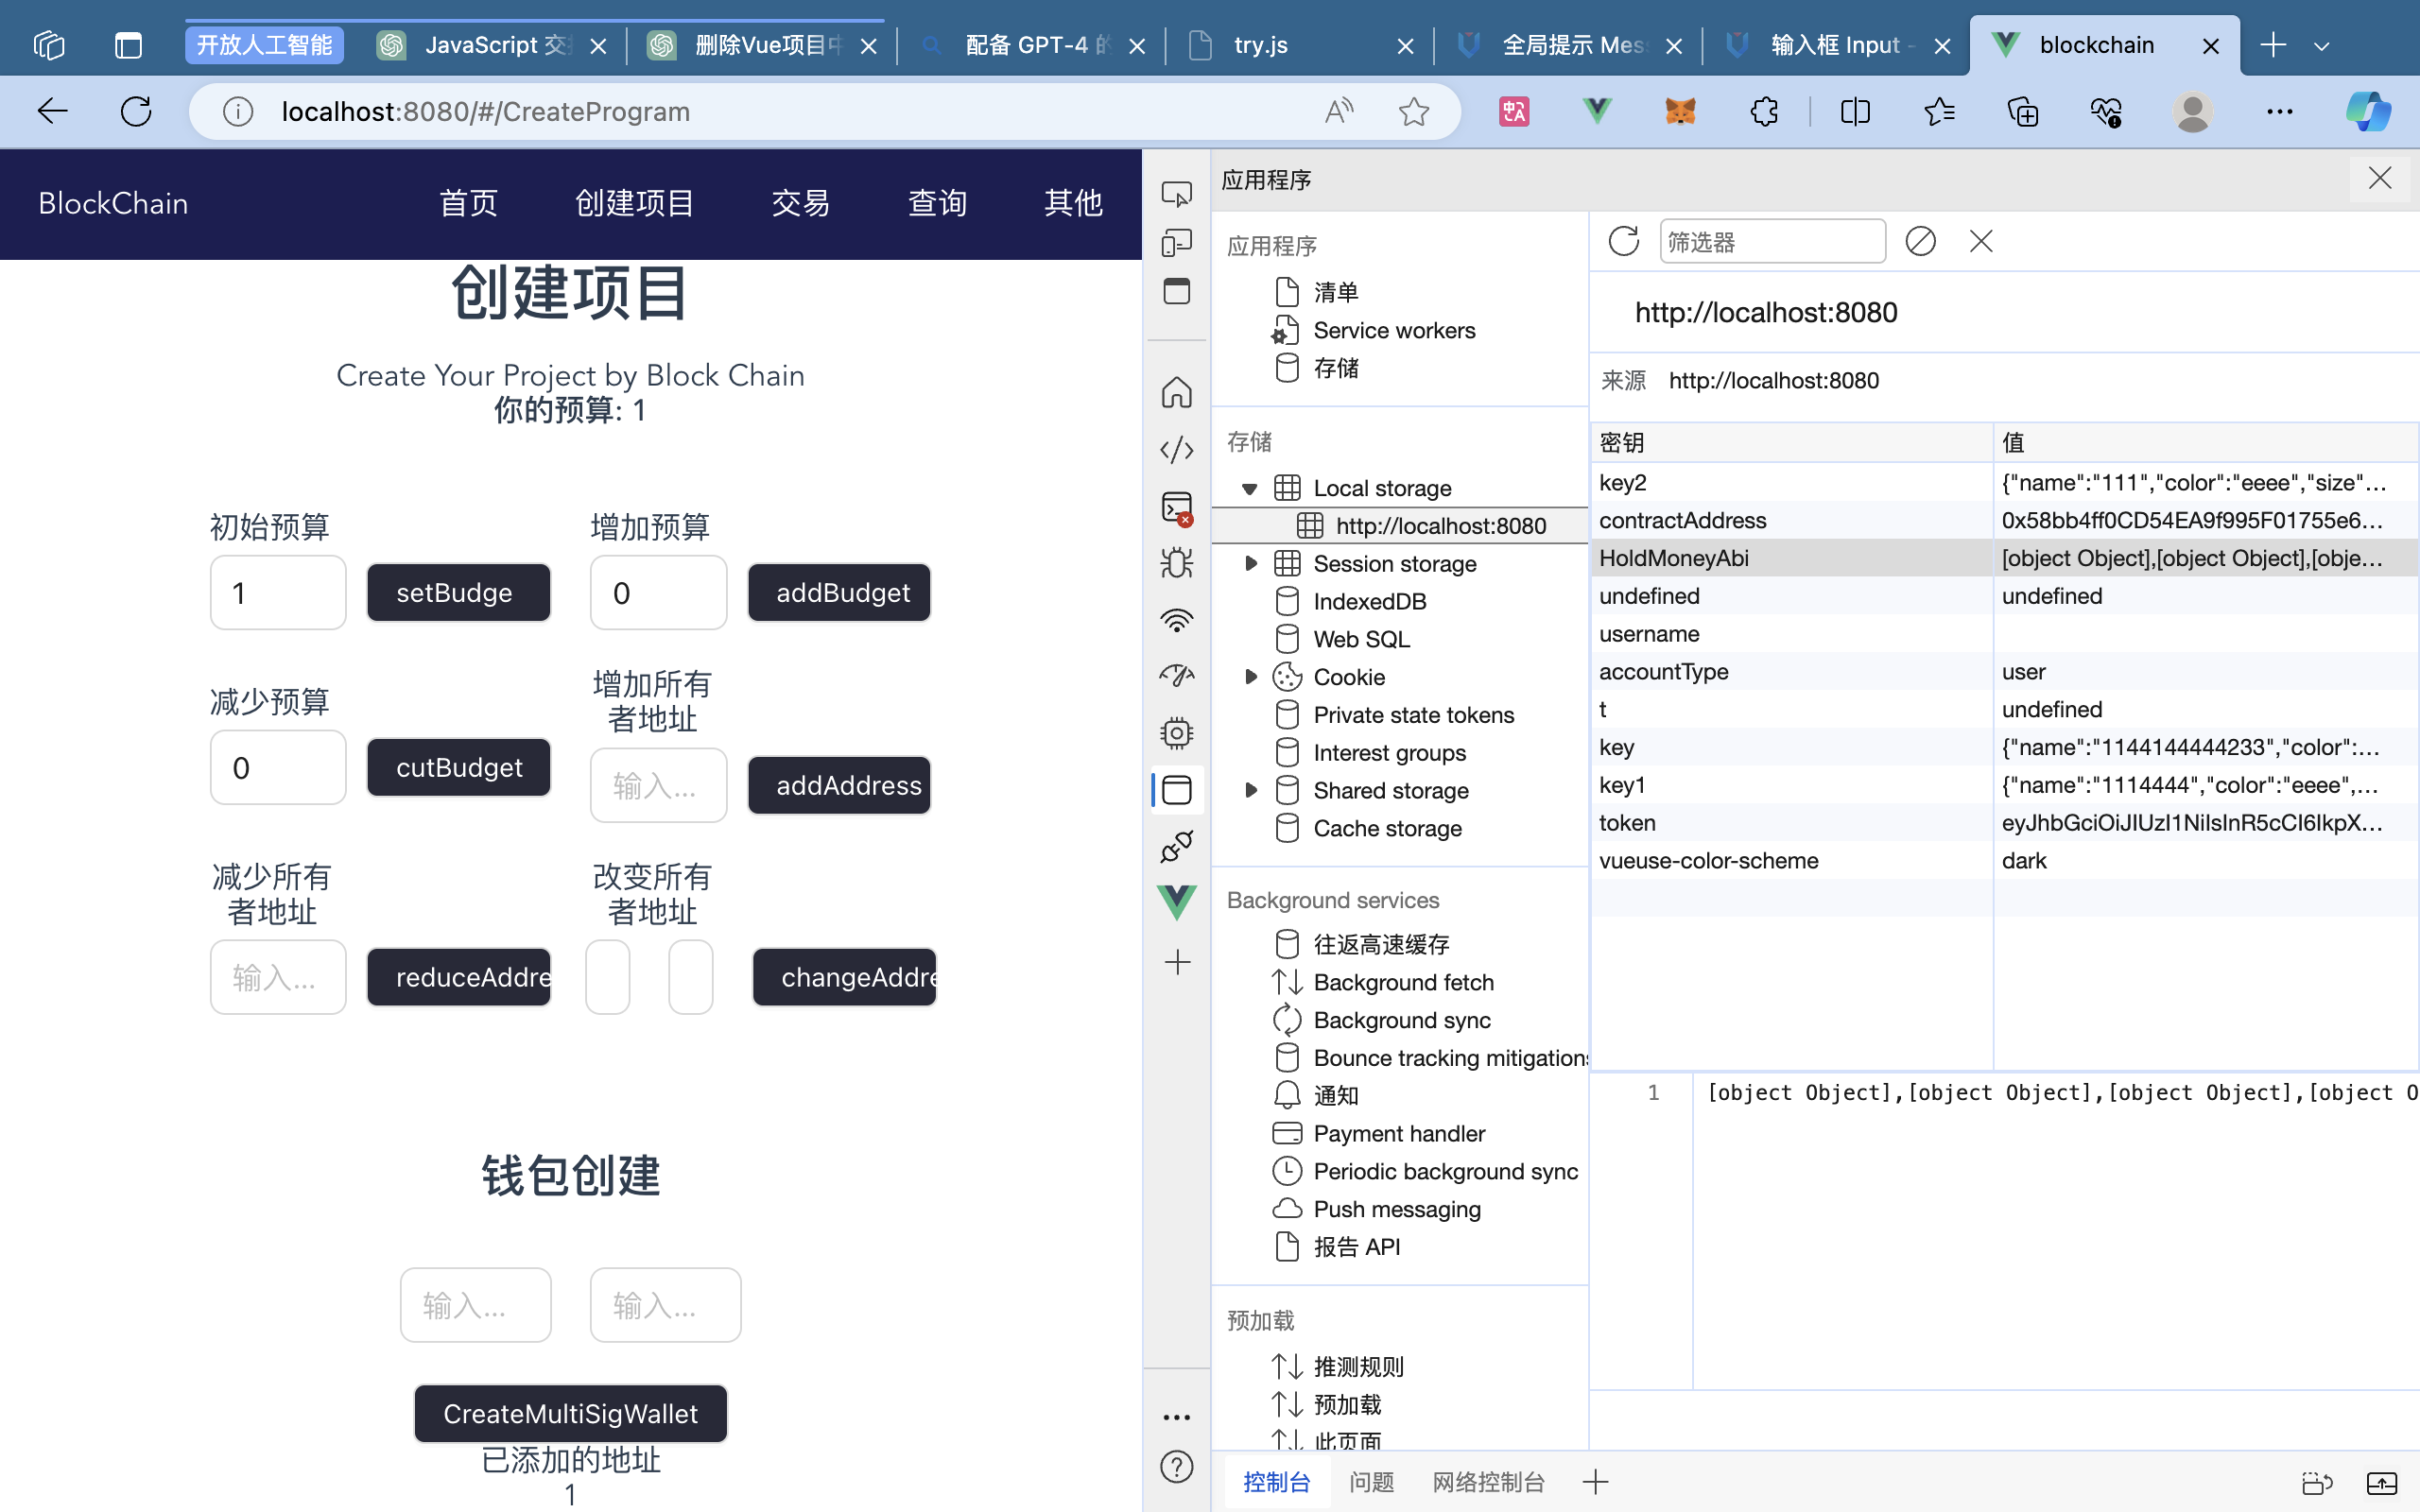 开放人工智能
JavaScript 交
删除Vue项目中
配备 GPT-4 的
try.js
全局提示 Mes
输入框 Input -
blockchain
localhost:8080/#/CreateProgram
BlockChain
首页
创建项目
交易
查询
其他
创建项目
Create Your Project by Block Chain
你的预算: 1
初始预算
1
setBudge
增加预算
0
addBudget
减少预算
0
cutBudget
增加所有
者地址
输入...
addAddress
减少所有
者地址
输入...
reduceAddre
改变所有
者地址
changeAddre
钱包创建
输入...
输入...
CreateMultiSigWallet
已添加的地址
1
应用程序
应用程序
清单
Service workers
存储
存储
Local storage
http://localhost:8080
Session storage
IndexedDB
Web SQL
Cookie
Private state tokens
Interest groups
Shared storage
Cache storage
Background services
往返高速缓存
Background fetch
Background sync
Bounce tracking mitigations
通知
Payment handler
Periodic background sync
Push messaging
报告 API
预加载
推测规则
预加载
此页面
筛选器
http://localhost:8080
来源 http://localhost:8080
密钥 值
key2 {"name":"111","color":"eeee","size"...
contractAddress 0x58bb4ff0CD54EA9f995F01755e6...
HoldMoneyAbi [object Object],[object Object],[obje...
undefined undefined
username
accountType user
t undefined
key {"name":"1144144444233","color":...
key1 {"name":"1114444","color":"eeee",...
token eyJhbGciOiJIUzI1NiIsInR5cCI6IkpX...
vueuse-color-scheme dark
1 [object Object],[object Object],[object Object],[object O
控制台
问题
网络控制台